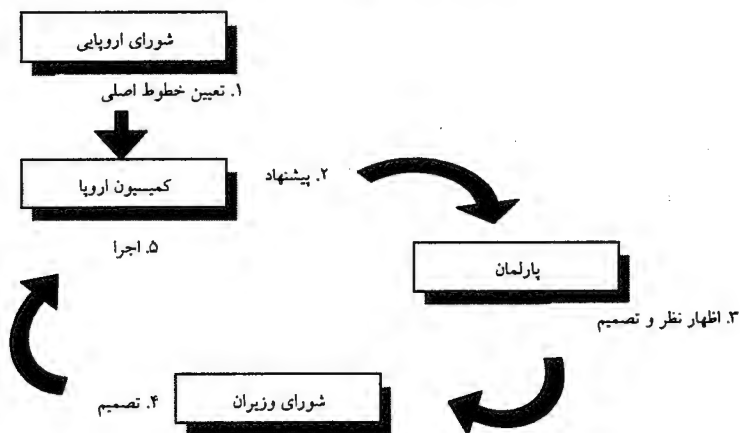 شورای اروپایی
۱. تعیین خطوط اصلی
کمیسیون اروپا
۲. پیشنهاد
۵. اجرا
پارلمان
۳. اظهار نظر و تصمیم
شورای وزیران
۴. تصمیم